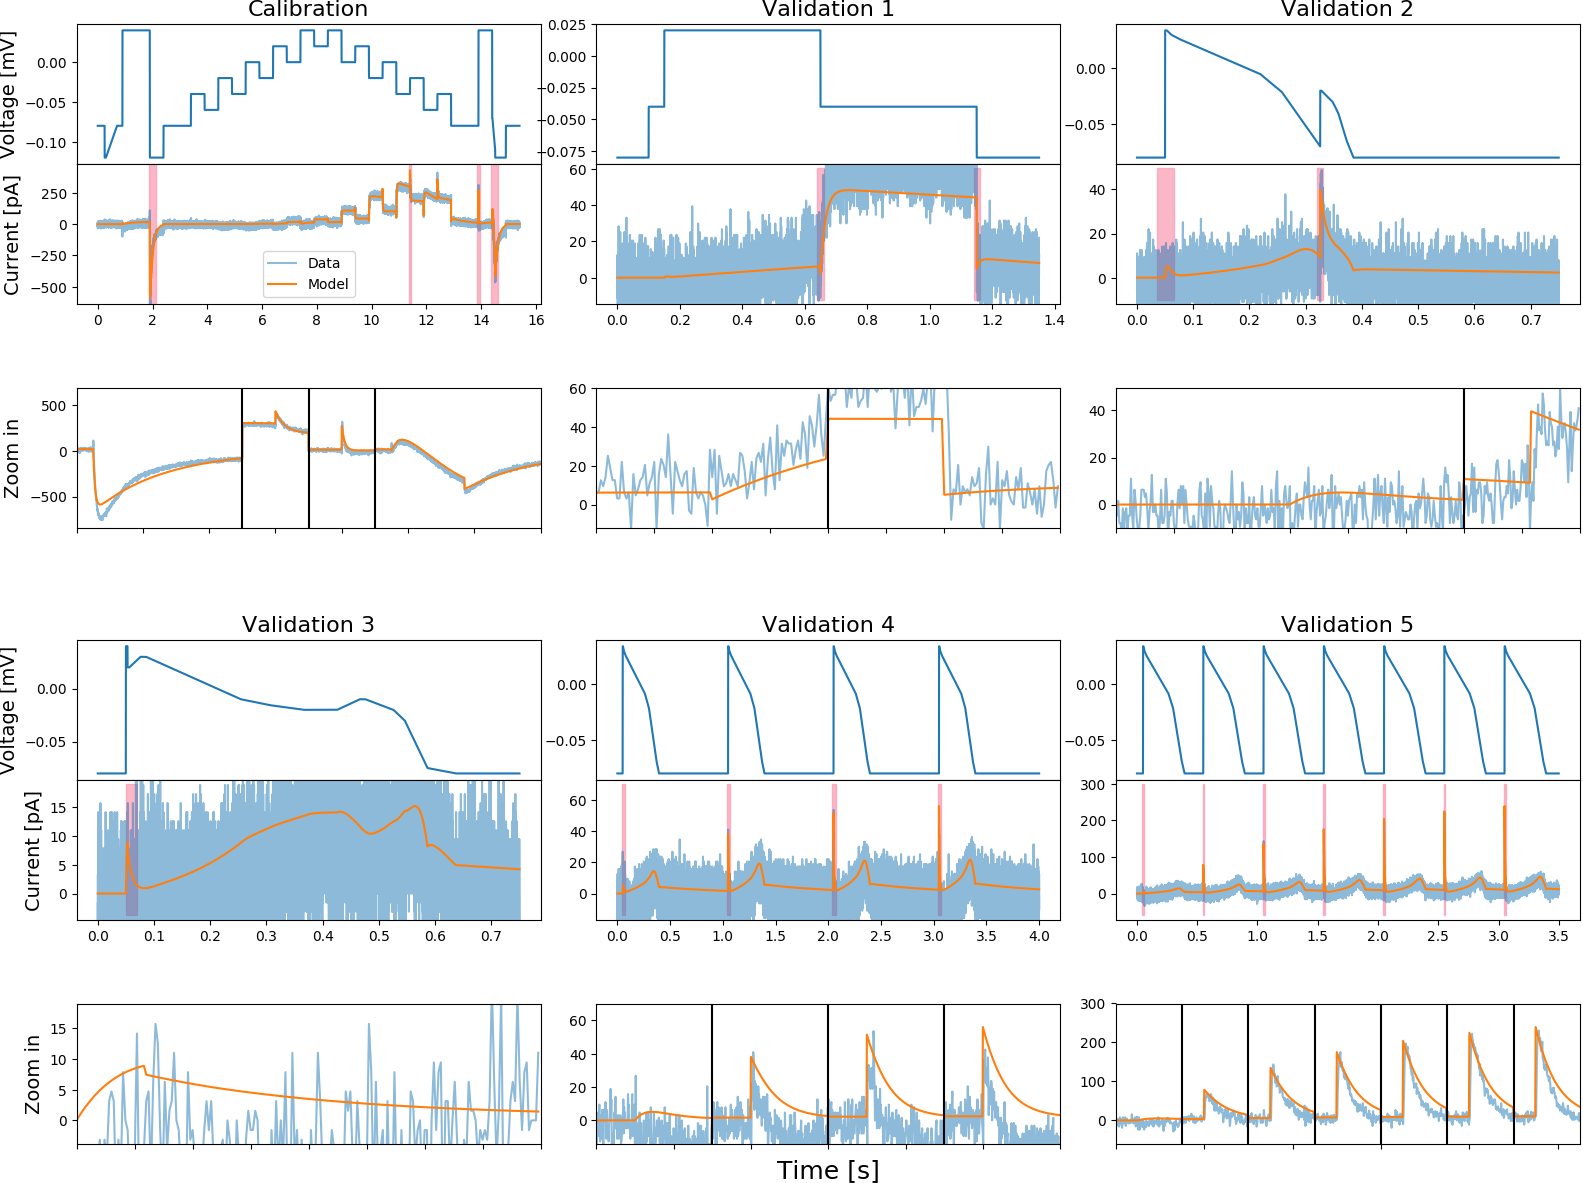 Calibration
Validation 1
Validation 2
Voltage [mV]
0.00
−0.05
−0.10
0.025
0.000
−0.025
−0.050
−0.075
0.00
−0.05
Current [pA]
250
0
−250
−500
Data
Model
60
40
20
0
40
20
0
0 2 4 6 8 10 12 14 16
0.0 0.2 0.4 0.6 0.8 1.0 1.2 1.4
0.0 0.1 0.2 0.3 0.4 0.5 0.6 0.7
Zoom in
500
0
−500
60
40
20
0
40
20
0
Validation 3
Validation 4
Validation 5
Voltage [mV]
0.00
−0.05
0.00
−0.05
0.00
−0.05
Current [pA]
15
10
5
0
60
40
20
0
300
200
100
0
0.0 0.1 0.2 0.3 0.4 0.5 0.6 0.7
0.0 0.5 1.0 1.5 2.0 2.5 3.0 3.5 4.0
0.0 0.5 1.0 1.5 2.0 2.5 3.0 3.5
Zoom in
15
10
5
0
60
40
20
0
300
200
100
0
Time [s]